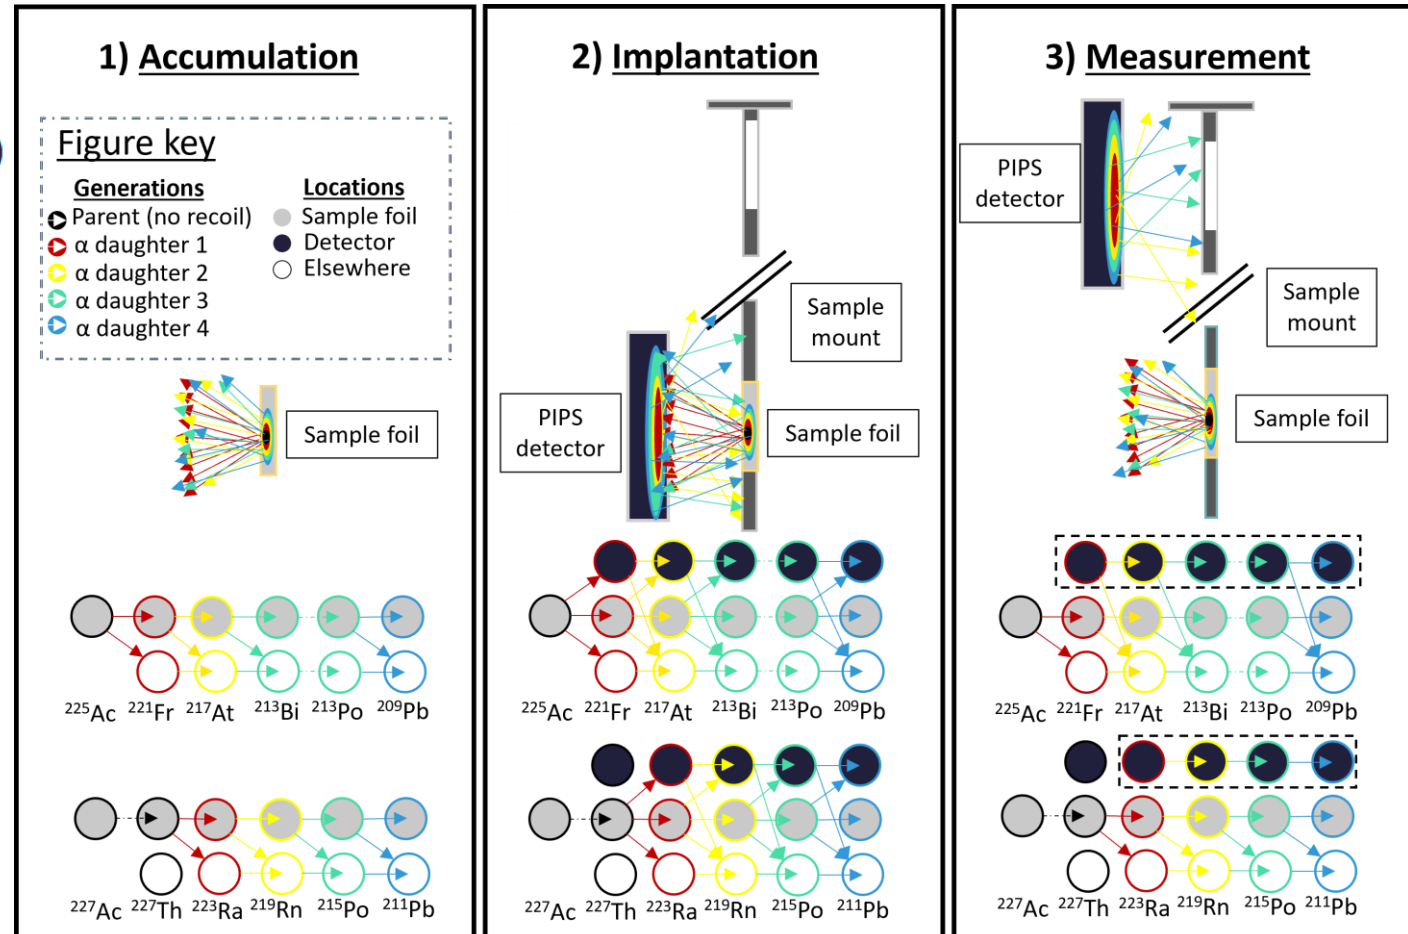 1) Accumulation
Figure key
Generations
Parent (no recoil)
α daughter 1
α daughter 2
α daughter 3
α daughter 4
Locations
Sample foil
Detector
Elsewhere
Sample foil
²²⁵Ac ²²¹Fr ²¹⁷At ²¹³Bi ²¹³Po ²⁰⁹Pb
²²⁷Ac ²²⁷Th ²²³Ra ²¹⁹Rn ²¹⁵Po ²¹¹Pb
2) Implantation
Sample
mount
PIPS
detector
Sample foil
²²⁵Ac ²²¹Fr ²¹⁷At ²¹³Bi ²¹³Po ²⁰⁹Pb
²²⁷Ac ²²⁷Th ²²³Ra ²¹⁹Rn ²¹⁵Po ²¹¹Pb
3) Measurement
PIPS
detector
Sample
mount
Sample foil
²²⁵Ac ²²¹Fr ²¹⁷At ²¹³Bi ²¹³Po ²⁰⁹Pb
²²⁷Ac ²²⁷Th ²²³Ra ²¹⁹Rn ²¹⁵Po ²¹¹Pb